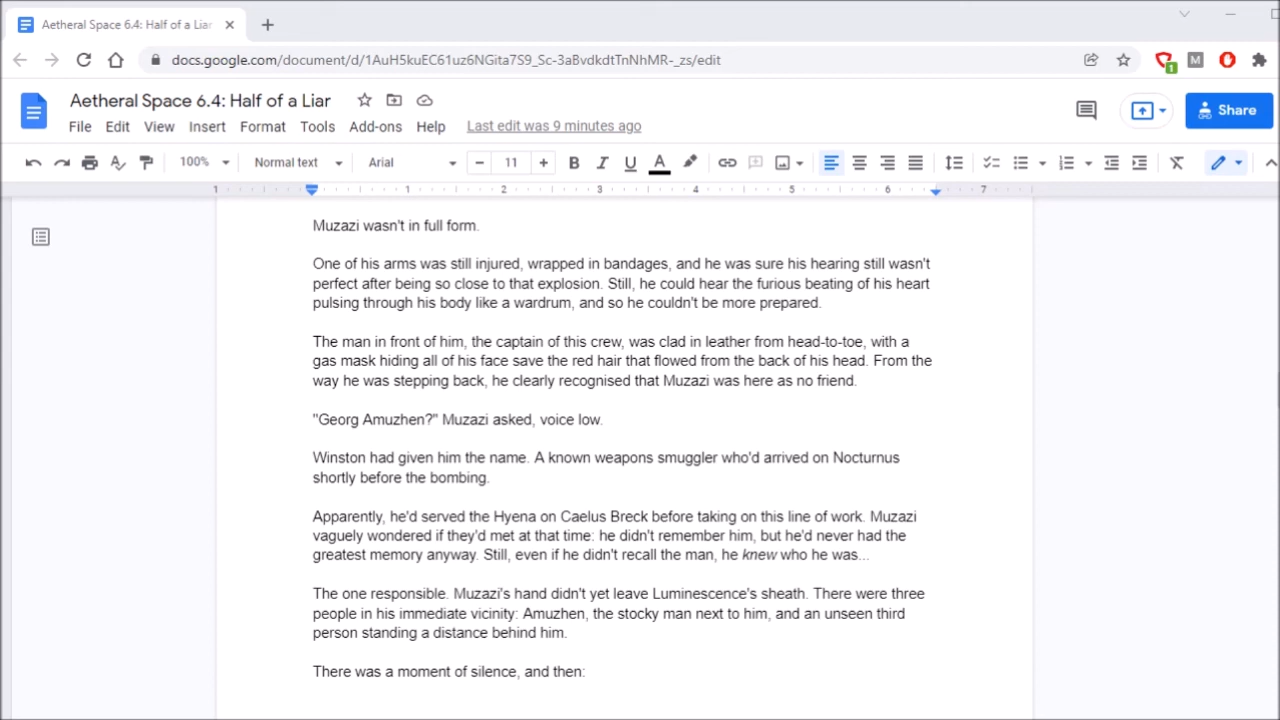 Aetheral Space 6.4: Half of a Liar
docs.google.com/document/d/1AuH5kuEC61uz6NGita7S9_Sc-3aBvdkdtTnNhMR-_zs/edit
1
M
Aetheral Space 6.4: Half of a Liar
File Edit View Insert Format Tools Add-ons Help Last edit was 9 minutes ago
Share
100% Normal text Arial 11 B I U A
1 1 2 3 4 5 6 7
Muzazi wasn't in full form.
One of his arms was still injured, wrapped in bandages, and he was sure his hearing still wasn't
perfect after being so close to that explosion. Still, he could hear the furious beating of his heart
pulsing through his body like a wardrum, and so he couldn't be more prepared.
The man in front of him, the captain of this crew, was clad in leather from head-to-toe, with a
gas mask hiding all of his face save the red hair that flowed from the back of his head. From the
way he was stepping back, he clearly recognised that Muzazi was here as no friend.
"Georg Amuzhen?" Muzazi asked, voice low.
Winston had given him the name. A known weapons smuggler who'd arrived on Nocturnus
shortly before the bombing.
Apparently, he'd served the Hyena on Caelus Breck before taking on this line of work. Muzazi
vaguely wondered if they'd met at that time: he didn't remember him, but he'd never had the
greatest memory anyway. Still, even if he didn't recall the man, he knew who he was...
The one responsible. Muzazi's hand didn't yet leave Luminescence's sheath. There were three
people in his immediate vicinity: Amuzhen, the stocky man next to him, and an unseen third
person standing a distance behind him.
There was a moment of silence, and then: